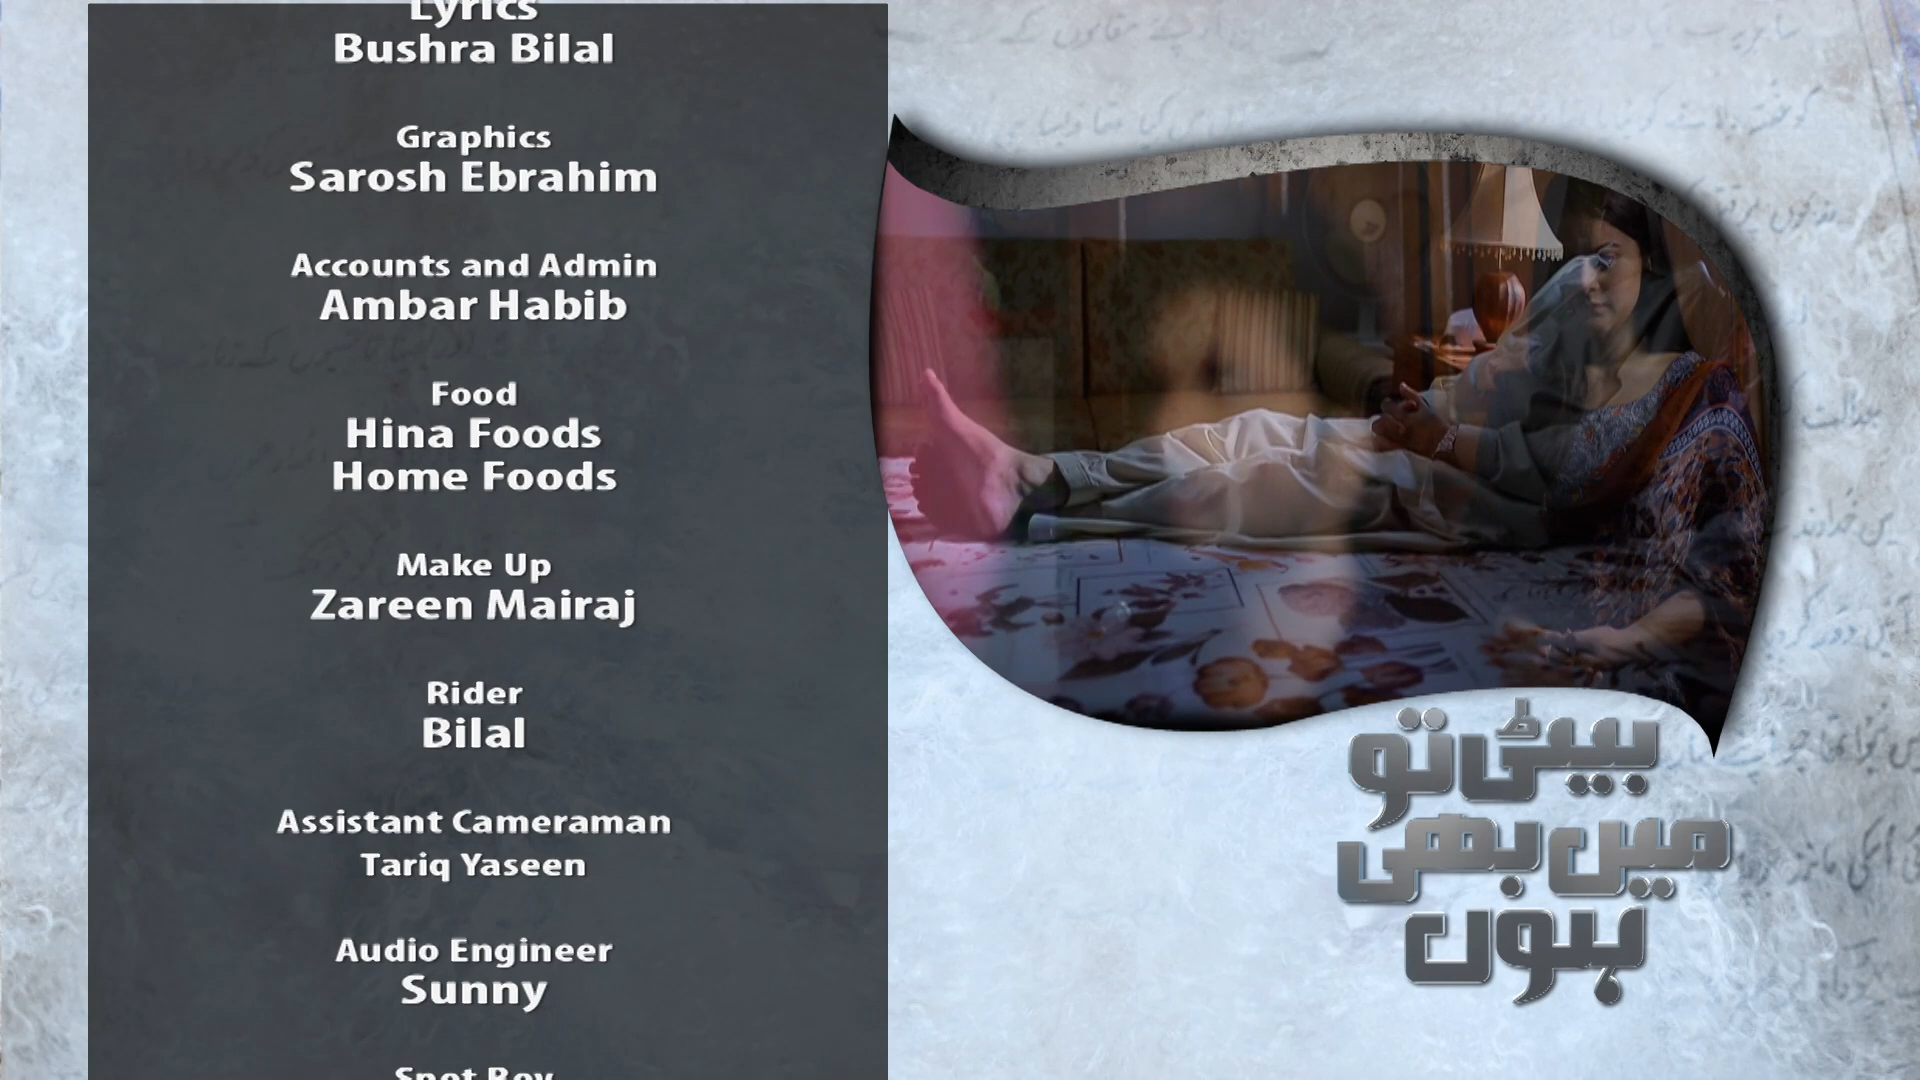 Lyrics
Bushra Bilal
Graphics
Sarosh Ebrahim
Accounts and Admin
Ambar Habib
Food
Hina Foods
Home Foods
Make Up
Zareen Mairaj
Rider
Bilal
Assistant Cameraman
Tariq Yaseen
Audio Engineer
Sunny
Spot Boy
بیٹی تو
میں بھی
ہوں